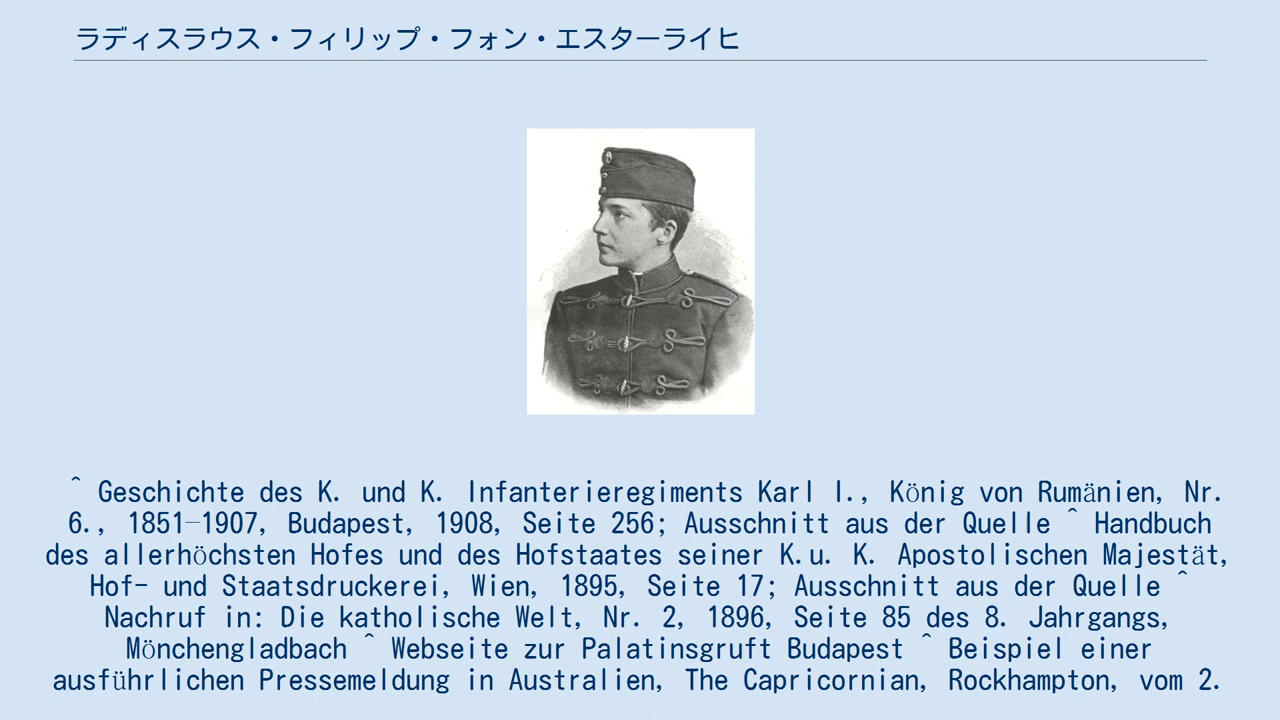 ラディスラウス・フィリップ・フォン・エスターライヒ
^ Geschichte des K. und K. Infanterieregiments Karl I., König von Rumänien, Nr.
6., 1851–1907, Budapest, 1908, Seite 256; Ausschnitt aus der Quelle ^ Handbuch
des allerhöchsten Hofes und des Hofstaates seiner K.u. K. Apostolischen Majestät,
Hof- und Staatsdruckerei, Wien, 1895, Seite 17; Ausschnitt aus der Quelle ^
Nachruf in: Die katholische Welt, Nr. 2, 1896, Seite 85 des 8. Jahrgangs,
Mönchengladbach ^ Webseite zur Palatinsgruft Budapest ^ Beispiel einer
ausführlichen Pressemeldung in Australien, The Capricornian, Rockhampton, vom 2.